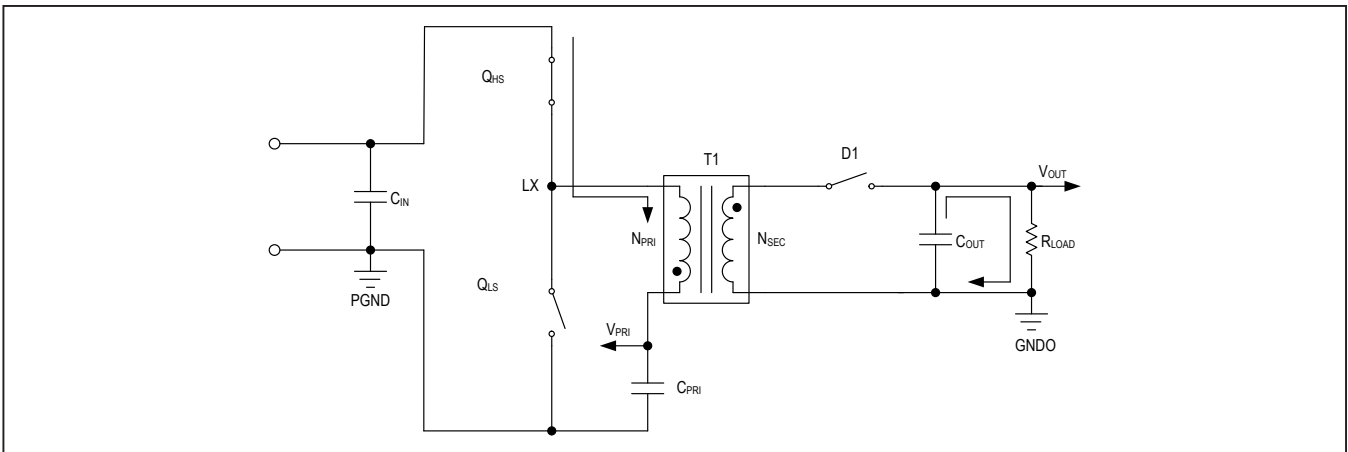 QHS
T1
D1
VOUT
LX
CIN
NPRI
NSEC
COUT
RLOAD
QLS
PGND
VPRI
GNDO
CPRI